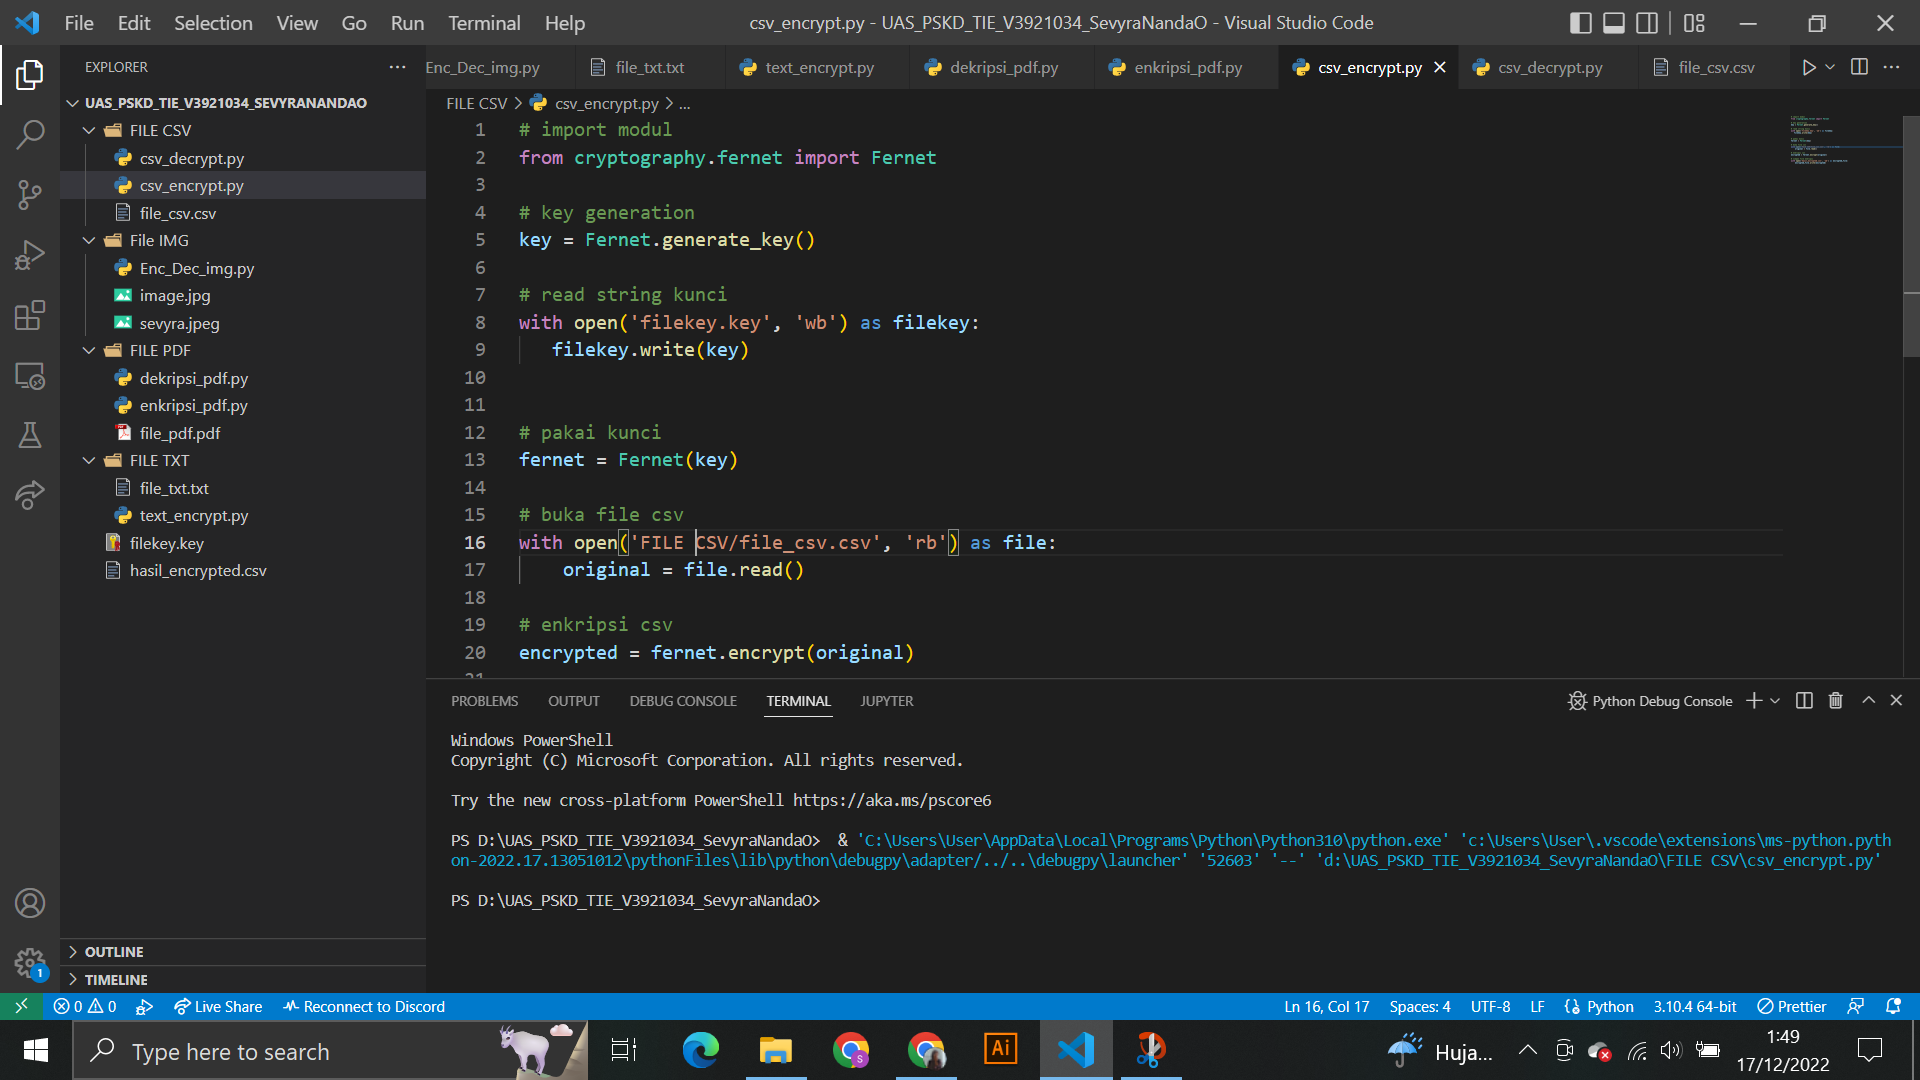 File Edit Selection View Go Run Terminal Help
csv_encrypt.py - UAS_PSKD_TIE_V3921034_SevyraNandaO - Visual Studio Code
EXPLORER
Enc_Dec_img.py file_txt.txt text_encrypt.py dekripsi_pdf.py enkripsi_pdf.py csv_encrypt.py csv_decrypt.py file_csv.csv
UAS_PSKD_TIE_V3921034_SEVYRANANDAO
FILE CSV
csv_decrypt.py
csv_encrypt.py
file_csv.csv
File IMG
Enc_Dec_img.py
image.jpg
sevyra.jpeg
FILE PDF
dekripsi_pdf.py
enkripsi_pdf.py
file_pdf.pdf
FILE TXT
file_txt.txt
text_encrypt.py
filekey.key
hasil_encrypted.csv
OUTLINE
TIMELINE
FILE CSV > csv_encrypt.py > ...
1 # import modul
2 from cryptography.fernet import Fernet
3
4 # key generation
5 key = Fernet.generate_key()
6
7 # read string kunci
8 with open('filekey.key', 'wb') as filekey:
9 filekey.write(key)
10
11
12 # pakai kunci
13 fernet = Fernet(key)
14
15 # buka file csv
16 with open('FILE CSV/file_csv.csv', 'rb') as file:
17 original = file.read()
18
19 # enkripsi csv
20 encrypted = fernet.encrypt(original)
21
PROBLEMS OUTPUT DEBUG CONSOLE TERMINAL JUPYTER
Python Debug Console
Windows PowerShell
Copyright (C) Microsoft Corporation. All rights reserved.
Try the new cross-platform PowerShell https://aka.ms/pscore6
PS D:\UAS_PSKD_TIE_V3921034_SevyraNandaO> & 'C:\Users\User\AppData\Local\Programs\Python\Python310\python.exe' 'c:\Users\User\.vscode\extensions\ms-python.pyth
on-2022.17.13051012\pythonFiles\lib\python\debugpy\adapter/../..\debugpy\launcher' '52603' '--' 'd:\UAS_PSKD_TIE_V3921034_SevyraNandaO\FILE CSV\csv_encrypt.py'
PS D:\UAS_PSKD_TIE_V3921034_SevyraNandaO>
1
0 0 Live Share Reconnect to Discord
Ln 16, Col 17 Spaces: 4 UTF-8 LF Python 3.10.4 64-bit Prettier
Type here to search
S
Ai
Huja...
1:49
17/12/2022